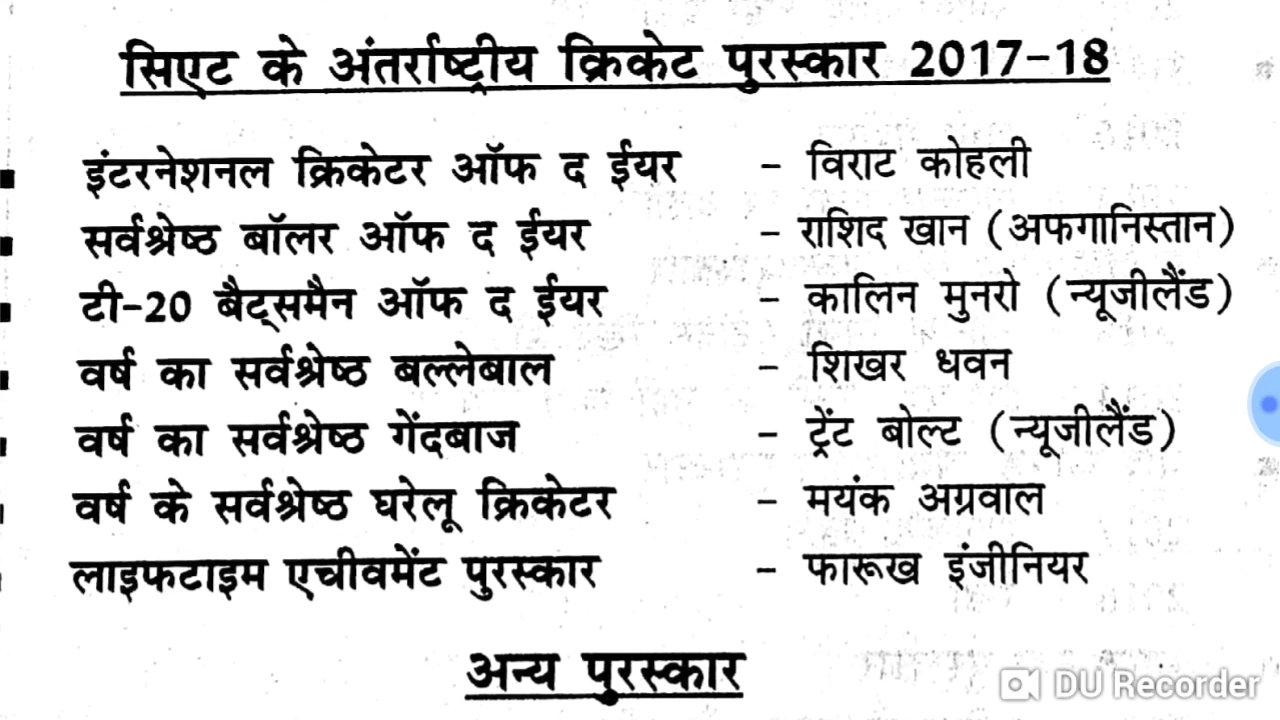 सिएट के अंतर्राष्ट्रीय क्रिकेट पुरस्कार 2017-18
इंटरनेशनल क्रिकेटर ऑफ द ईयर - विराट कोहली
सर्वश्रेष्ठ बॉलर ऑफ द ईयर - राशिद खान (अफगानिस्तान)
टी-20 बैट्समैन ऑफ द ईयर - कालिन मुनरो (न्यूजीलैंड)
वर्ष का सर्वश्रेष्ठ बल्लेबाल - शिखर धवन
वर्ष का सर्वश्रेष्ठ गेंदबाज - ट्रेंट बोल्ट (न्यूजीलैंड)
वर्ष के सर्वश्रेष्ठ घरेलू क्रिकेटर - मयंक अग्रवाल
लाइफटाइम एचीवमेंट पुरस्कार - फारूख इंजीनियर
अन्य पुरस्कार
DU Recorder